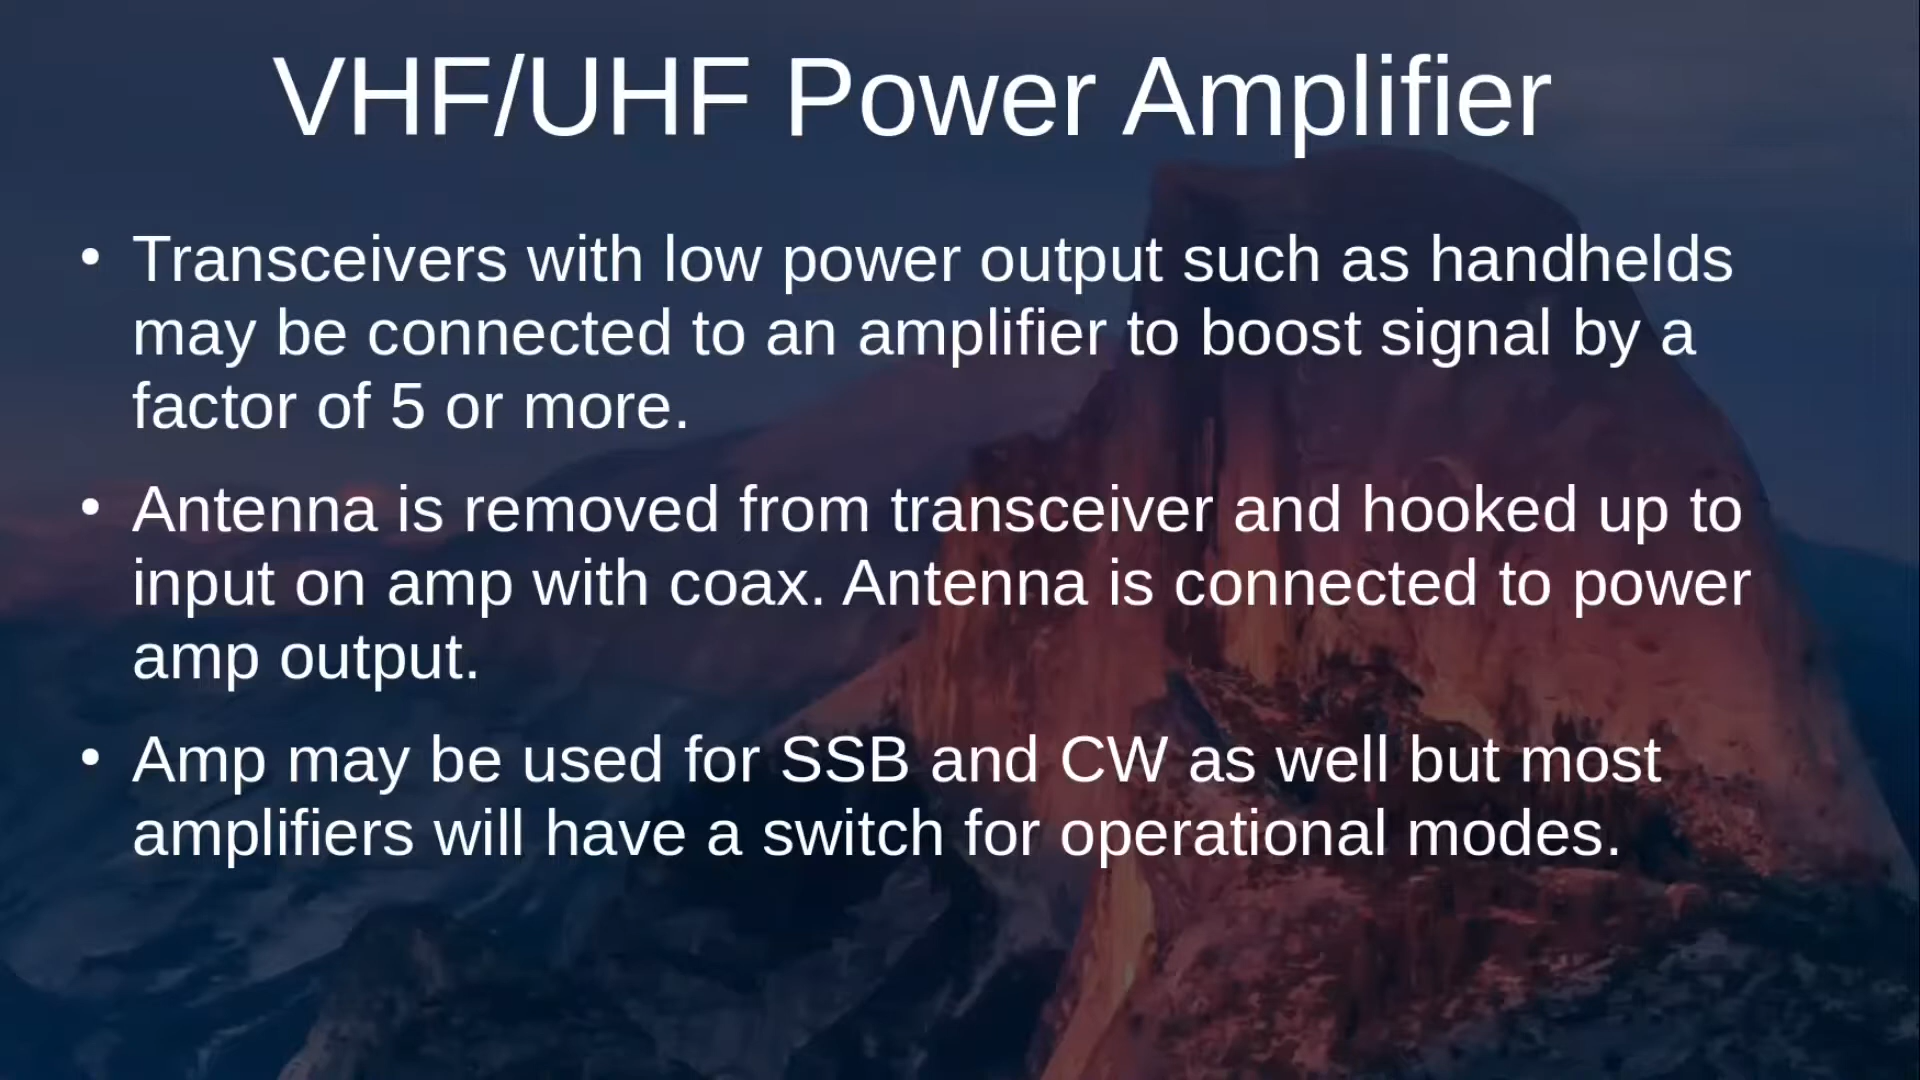 VHF/UHF Power Amplifier
• Transceivers with low power output such as handhelds
may be connected to an amplifier to boost signal by a
factor of 5 or more.
• Antenna is removed from transceiver and hooked up to
input on amp with coax. Antenna is connected to power
amp output.
• Amp may be used for SSB and CW as well but most
amplifiers will have a switch for operational modes.